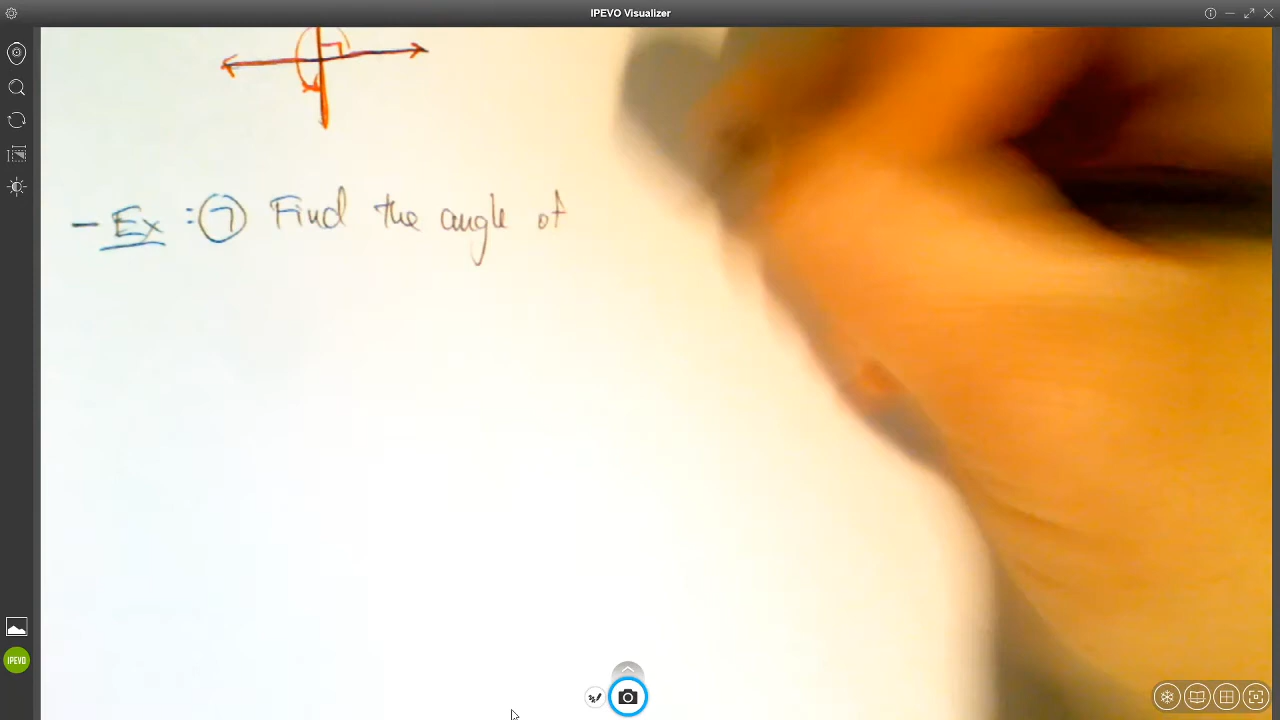 IPEVO Visualizer
- Ex : ⑦ Find the angle of
IPEVO